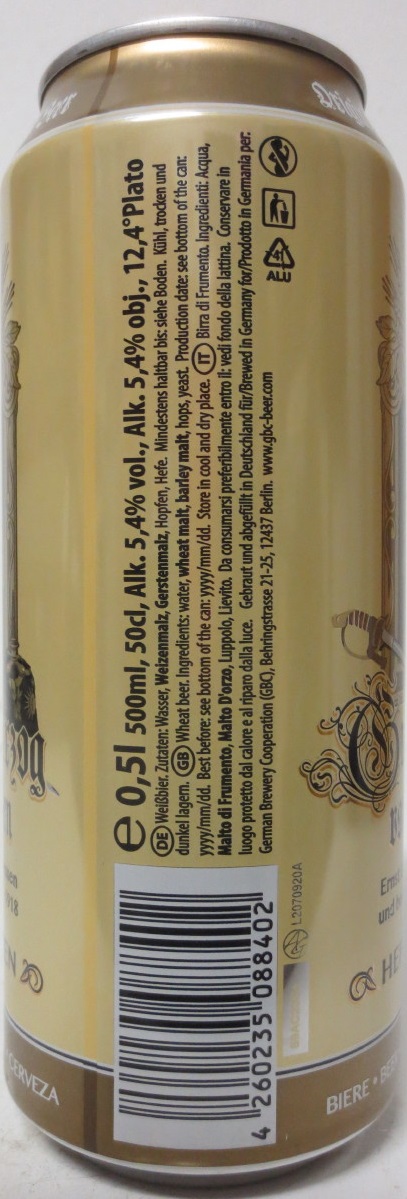 e 0,5l 500ml, 50cl, Alk. 5,4% vol., Alk. 5,4% obj., 12,4°Plato
DE Weißbier. Zutaten: Wasser, Weizenmalz, Gerstenmalz, Hopfen, Hefe. Mindestens haltbar bis: siehe Boden. Kühl, trocken und
dunkel lagern. GB Wheat beer. Ingredients: water, wheat malt, barley malt, hops, yeast. Production date: see bottom of the can:
yyyy/mm/dd. Best before: see bottom of the can: yyyy/mm/dd. Store in cool and dry place. IT Birra di Frumento. Ingredienti: Acqua,
Malto di Frumento, Malto D'orzo, Luppolo, Lievito. Da consumarsi preferibilmente entro il: vedi fondo della lattina. Conservare in
luogo protetto dal calore e al riparo dalla luce. Gebraut und abgefüllt in Deutschland für/Brewed in Germany for/Prodotto in Germania per:
German Brewery Cooperation (GBC), Behringstrasse 21-25, 12437 Berlin. www.gbc-beer.com
4 260235 088402
L2070920A
zog
918
EN
CERVEZA
Erns
und
HE
BIERE • BE